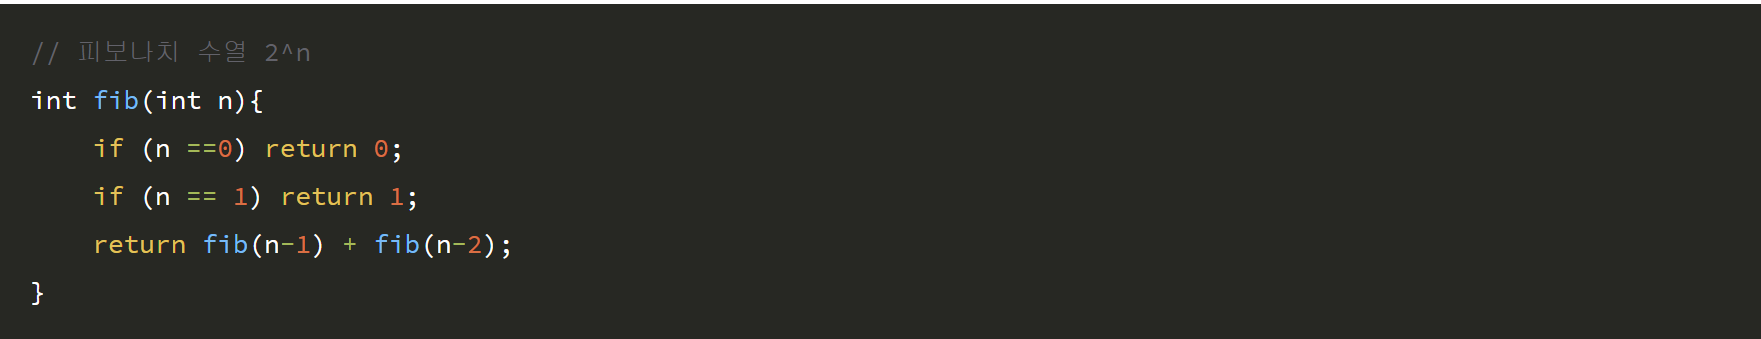 // 피보나치 수열 2^n
int fib(int n){
    if (n ==0) return 0;
    if (n == 1) return 1;
    return fib(n-1) + fib(n-2);
}